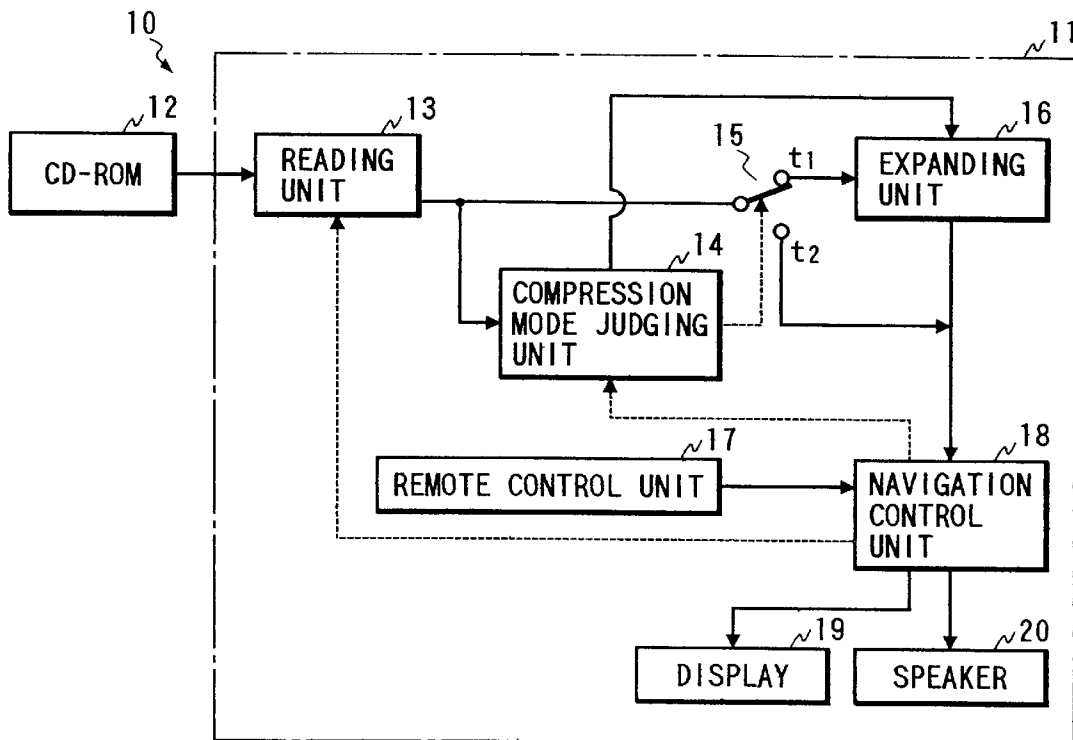 10
11
12
CD-ROM
13
READING
UNIT
14
COMPRESSION
MODE JUDGING
UNIT
15
t1
t2
16
EXPANDING
UNIT
17
REMOTE CONTROL UNIT
18
NAVIGATION
CONTROL
UNIT
19
DISPLAY
20
SPEAKER